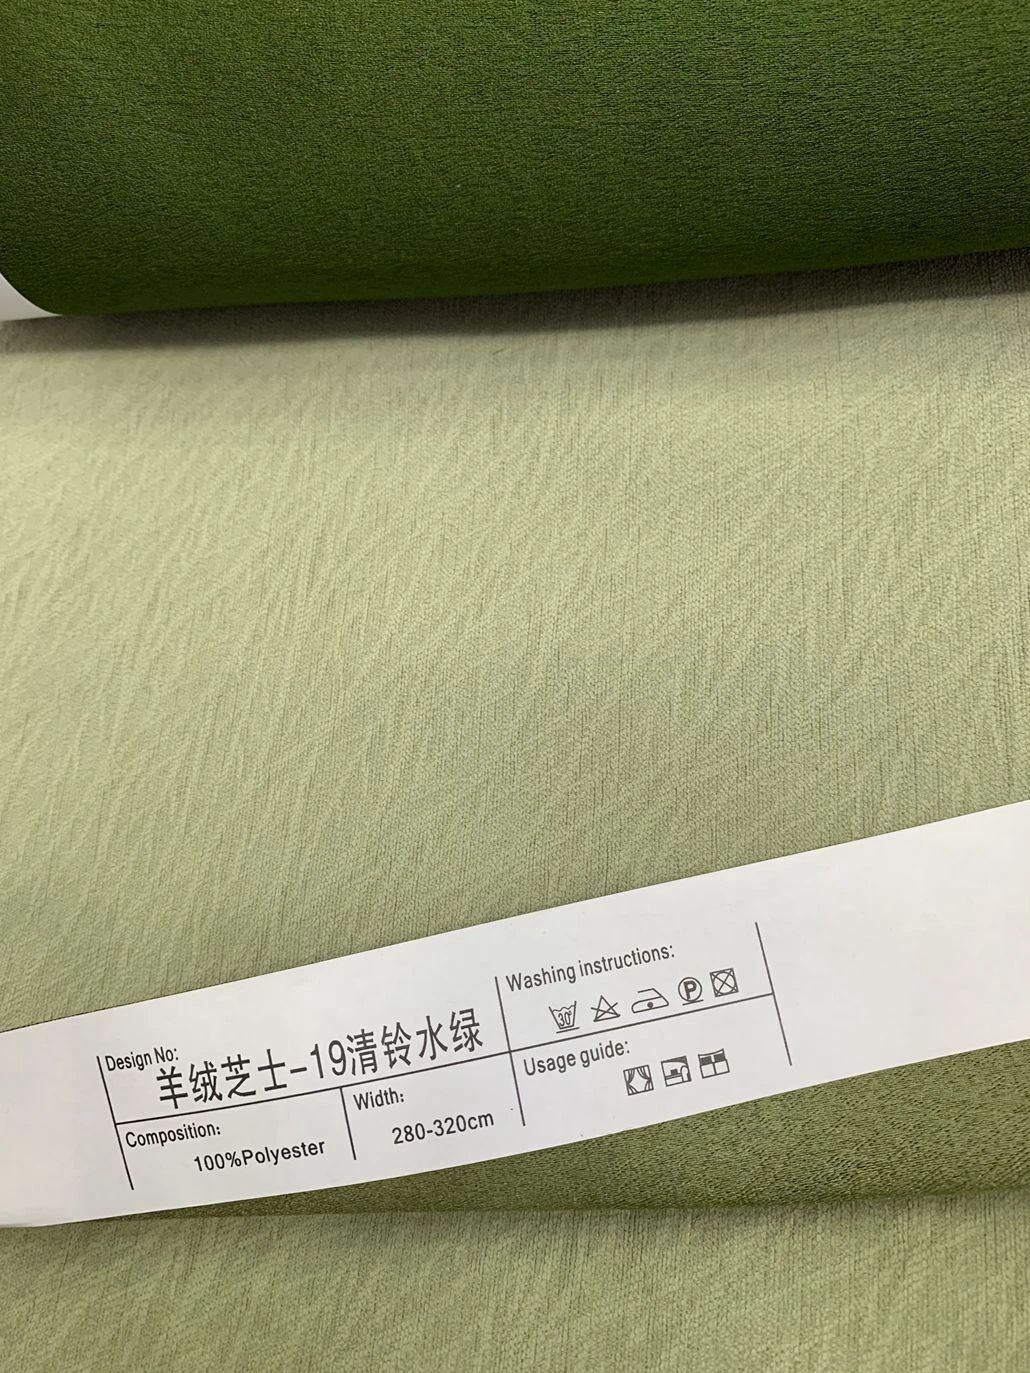 Design No:
羊绒芝士-19清铃水绿
Composition:
100%Polyester
Width:
280-320cm
Washing instructions:
30°
P
Usage guide: